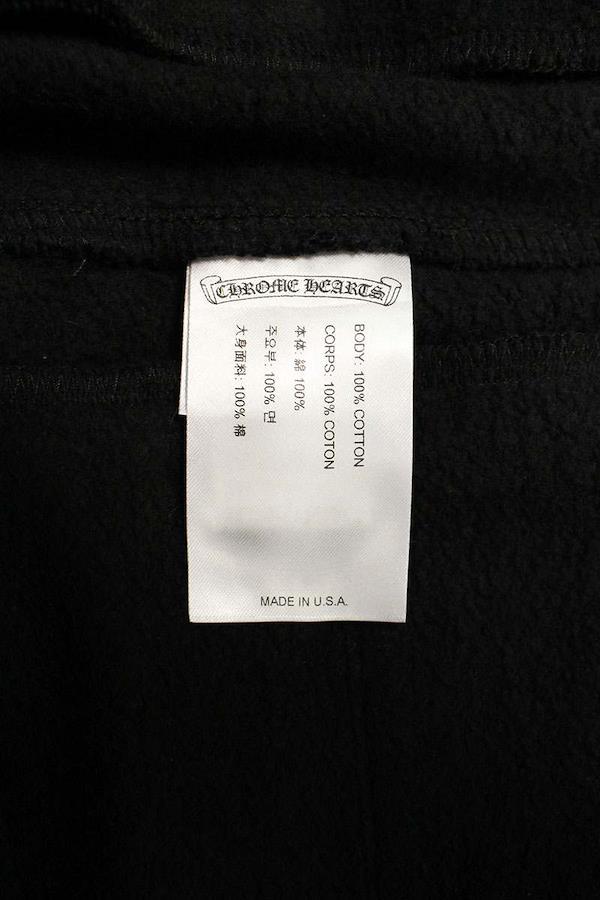 CHROME HEARTS
BODY: 100% COTTON
CORPS: 100% COTON
本体: 綿 100%
주요부: 100% 면
大身面料: 100% 棉
MADE IN U.S.A.